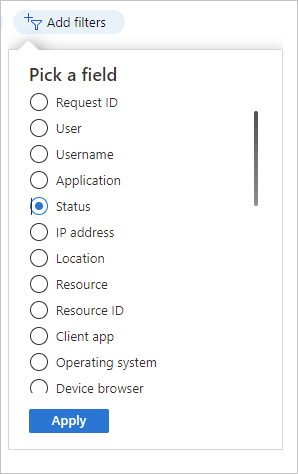 Add filters
Pick a field
Request ID
User
Username
Application
Status
IP address
Location
Resource
Resource ID
Client app
Operating system
Device browser
Apply